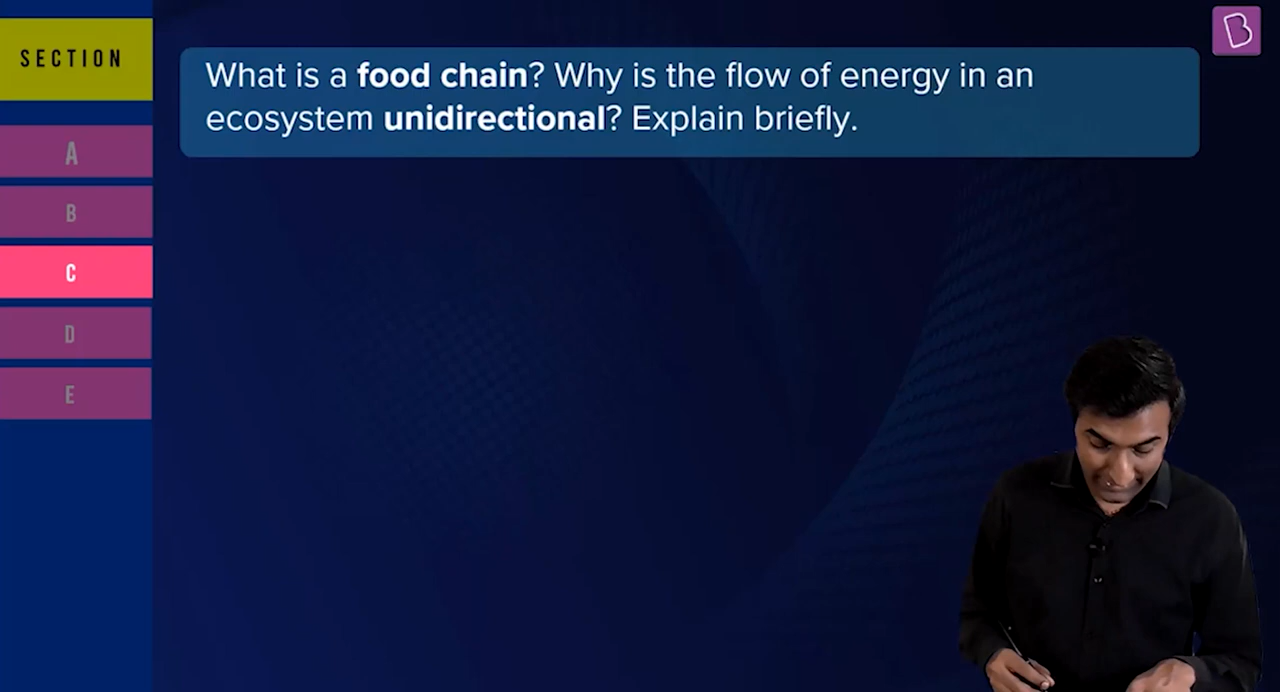 SECTION
A
B
C
D
E
What is a food chain? Why is the flow of energy in an
ecosystem unidirectional? Explain briefly.
B